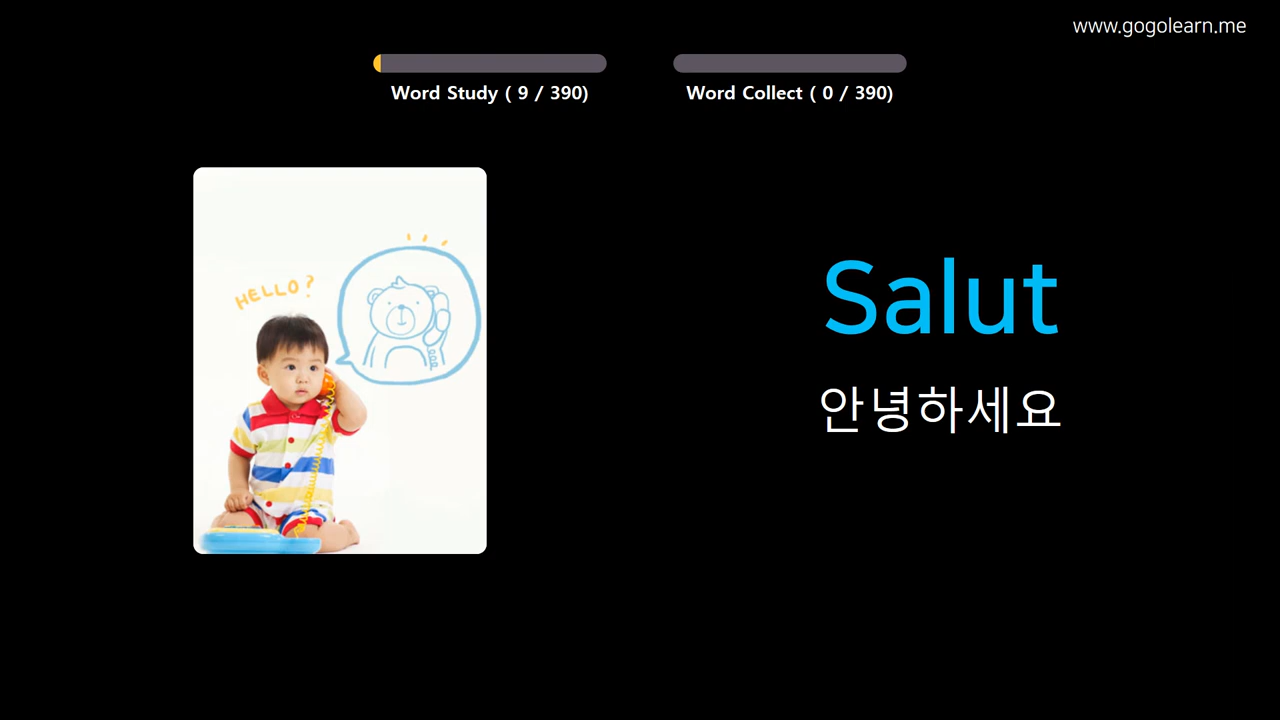 www.gogolearn.me
Word Study ( 9 / 390)
Word Collect ( 0 / 390)
HELLO?
Salut
안녕하세요